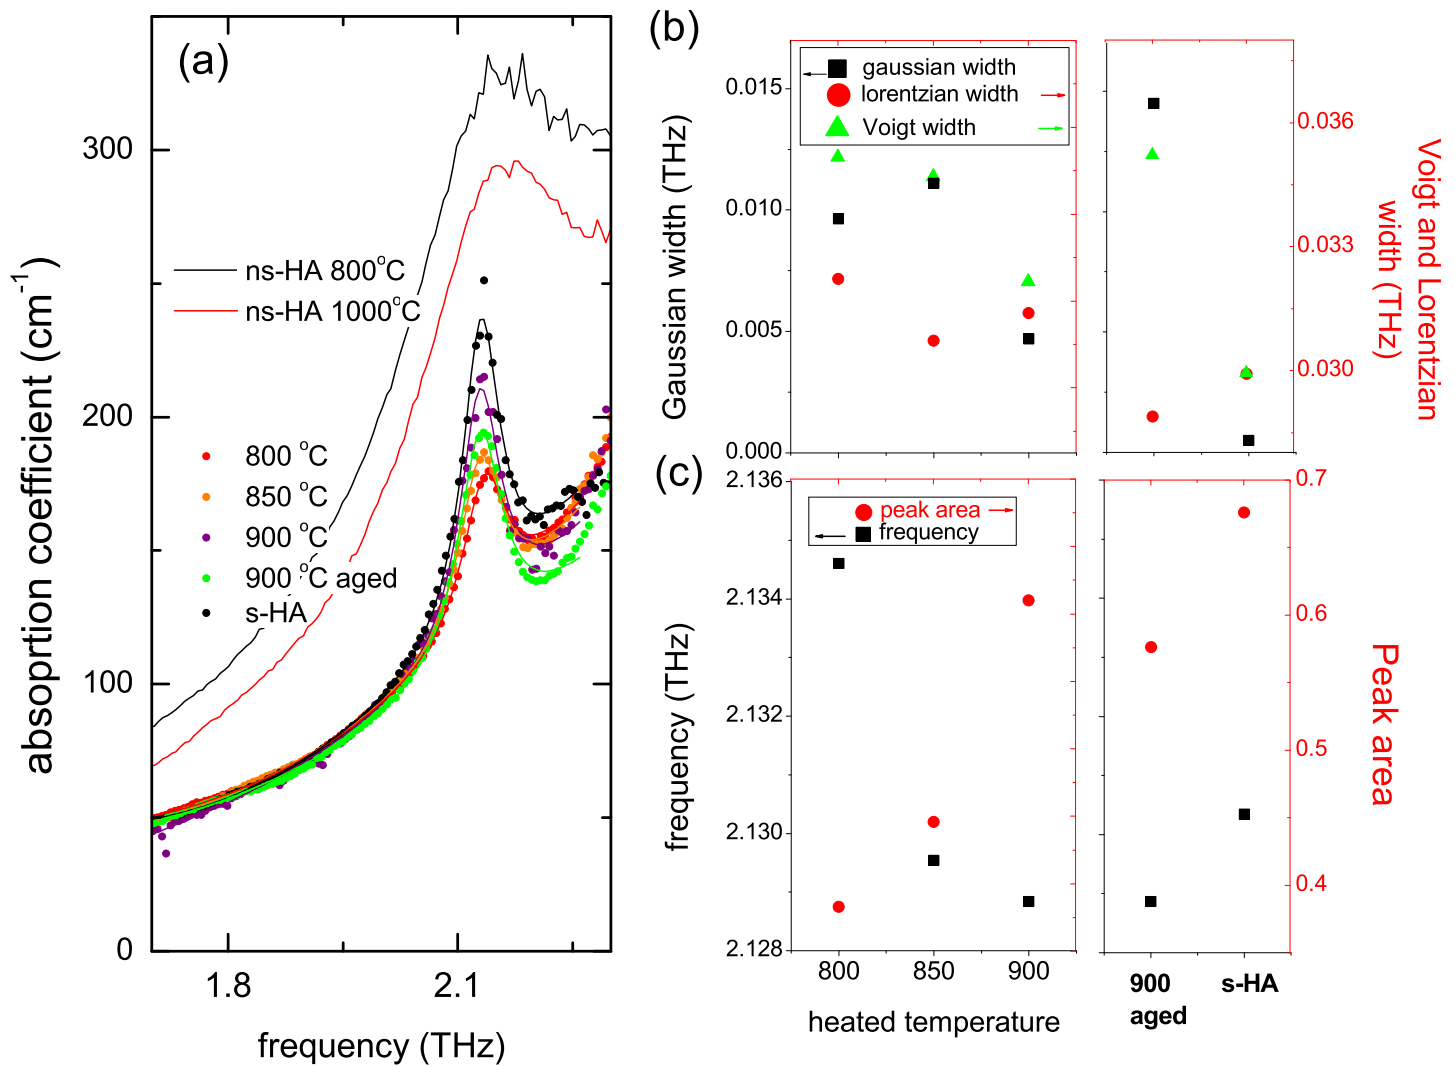 (a)
300
200
100
0
1.8
2.1
absoprtion coefficient (cm⁻¹)
frequency (THz)
ns-HA 800°C
ns-HA 1000°C
800 °C
850 °C
900 °C
900 °C aged
s-HA
(b)
0.015
0.010
0.005
0.000
Gaussian width (THz)
gaussian width
lorentzian width
Voigt width
0.036
0.033
0.030
Voigt and Lorentzian
width (THz)
(c)
2.136
2.134
2.132
2.130
2.128
frequency (THz)
peak area
frequency
800
850
900
heated temperature
0.7
0.6
0.5
0.4
Peak area
900
aged
s-HA